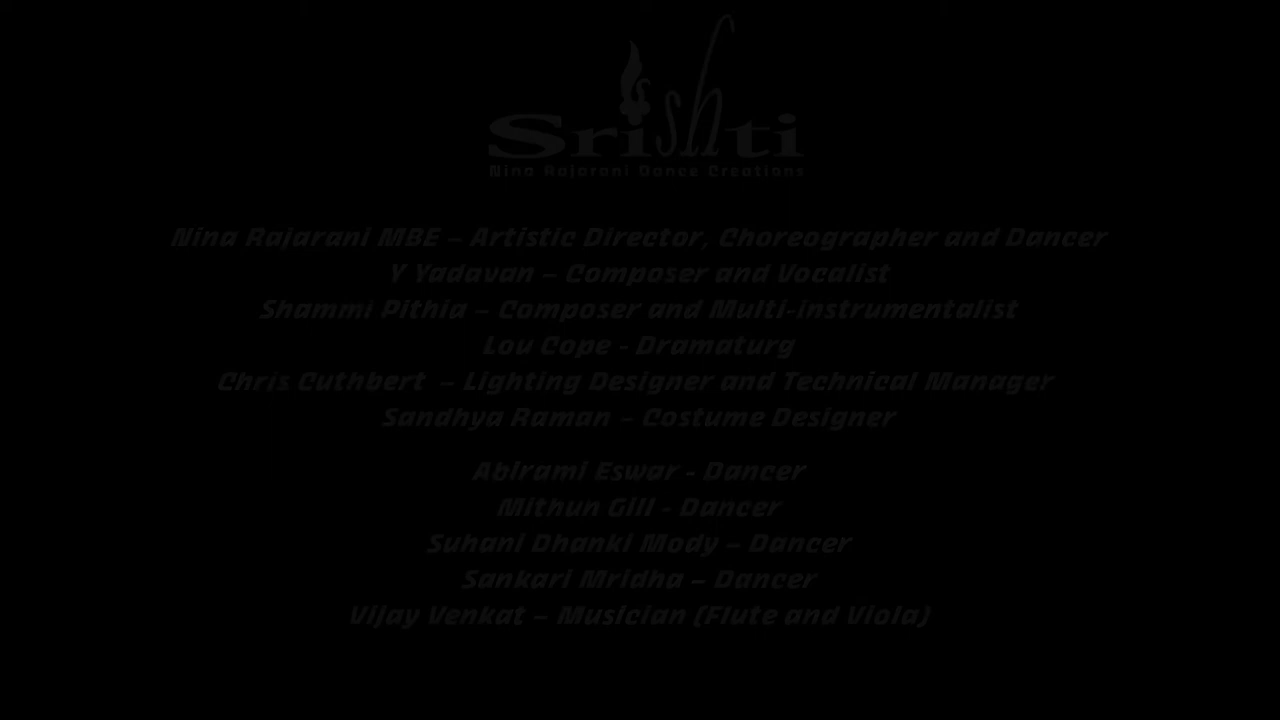 Srishti
Nina Rajarani Dance Creations
Nina Rajarani MBE – Artistic Director, Choreographer and Dancer
Y Yadavan – Composer and Vocalist
Shammi Pithia – Composer and Multi-instrumentalist
Lou Cope - Dramaturg
Chris Cuthbert – Lighting Designer and Technical Manager
Sandhya Raman – Costume Designer
Abirami Eswar - Dancer
Mithun Gill - Dancer
Suhani Dhanki Mody – Dancer
Sankari Mridha – Dancer
Vijay Venkat – Musician (Flute and Viola)